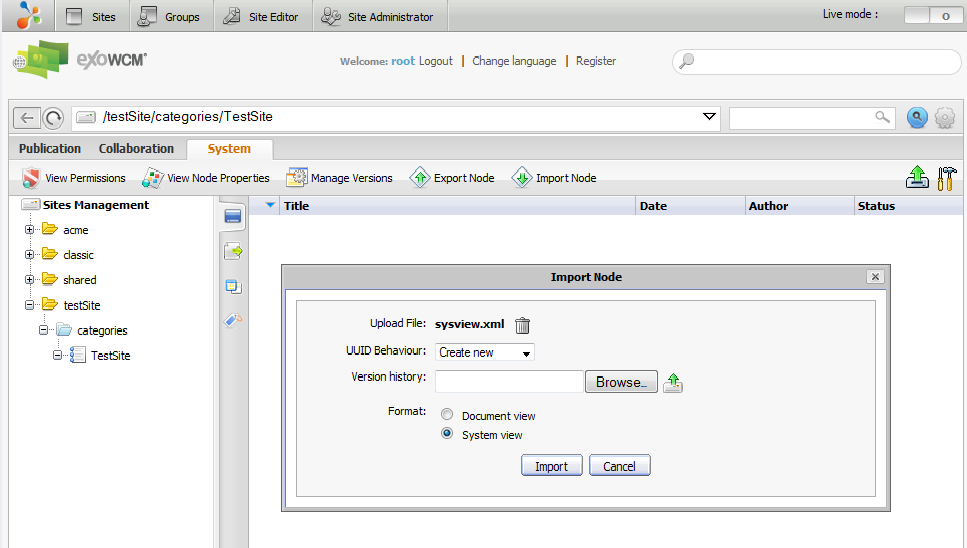 Sites Groups Site Editor Site Administrator Live mode :
exoWCM® Welcome: root Logout | Change language | Register
/testSite/categories/TestSite
Publication Collaboration System
View Permissions View Node Properties Manage Versions Export Node Import Node
Sites Management Title Date Author Status
acme
classic
shared
testSite
categories
TestSite
Import Node
Upload File: sysview.xml
UUID Behaviour: Create new
Version history: Browse..
Format: Document view
System view
Import Cancel